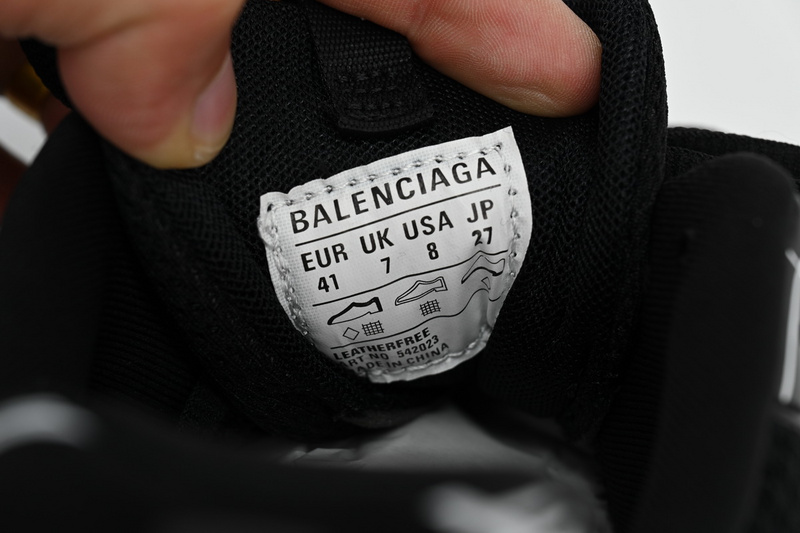 BALENCIAGA
EUR UK USA JP
41 7 8 27
LEATHERFREE
ART NO 542023
MADE IN CHINA